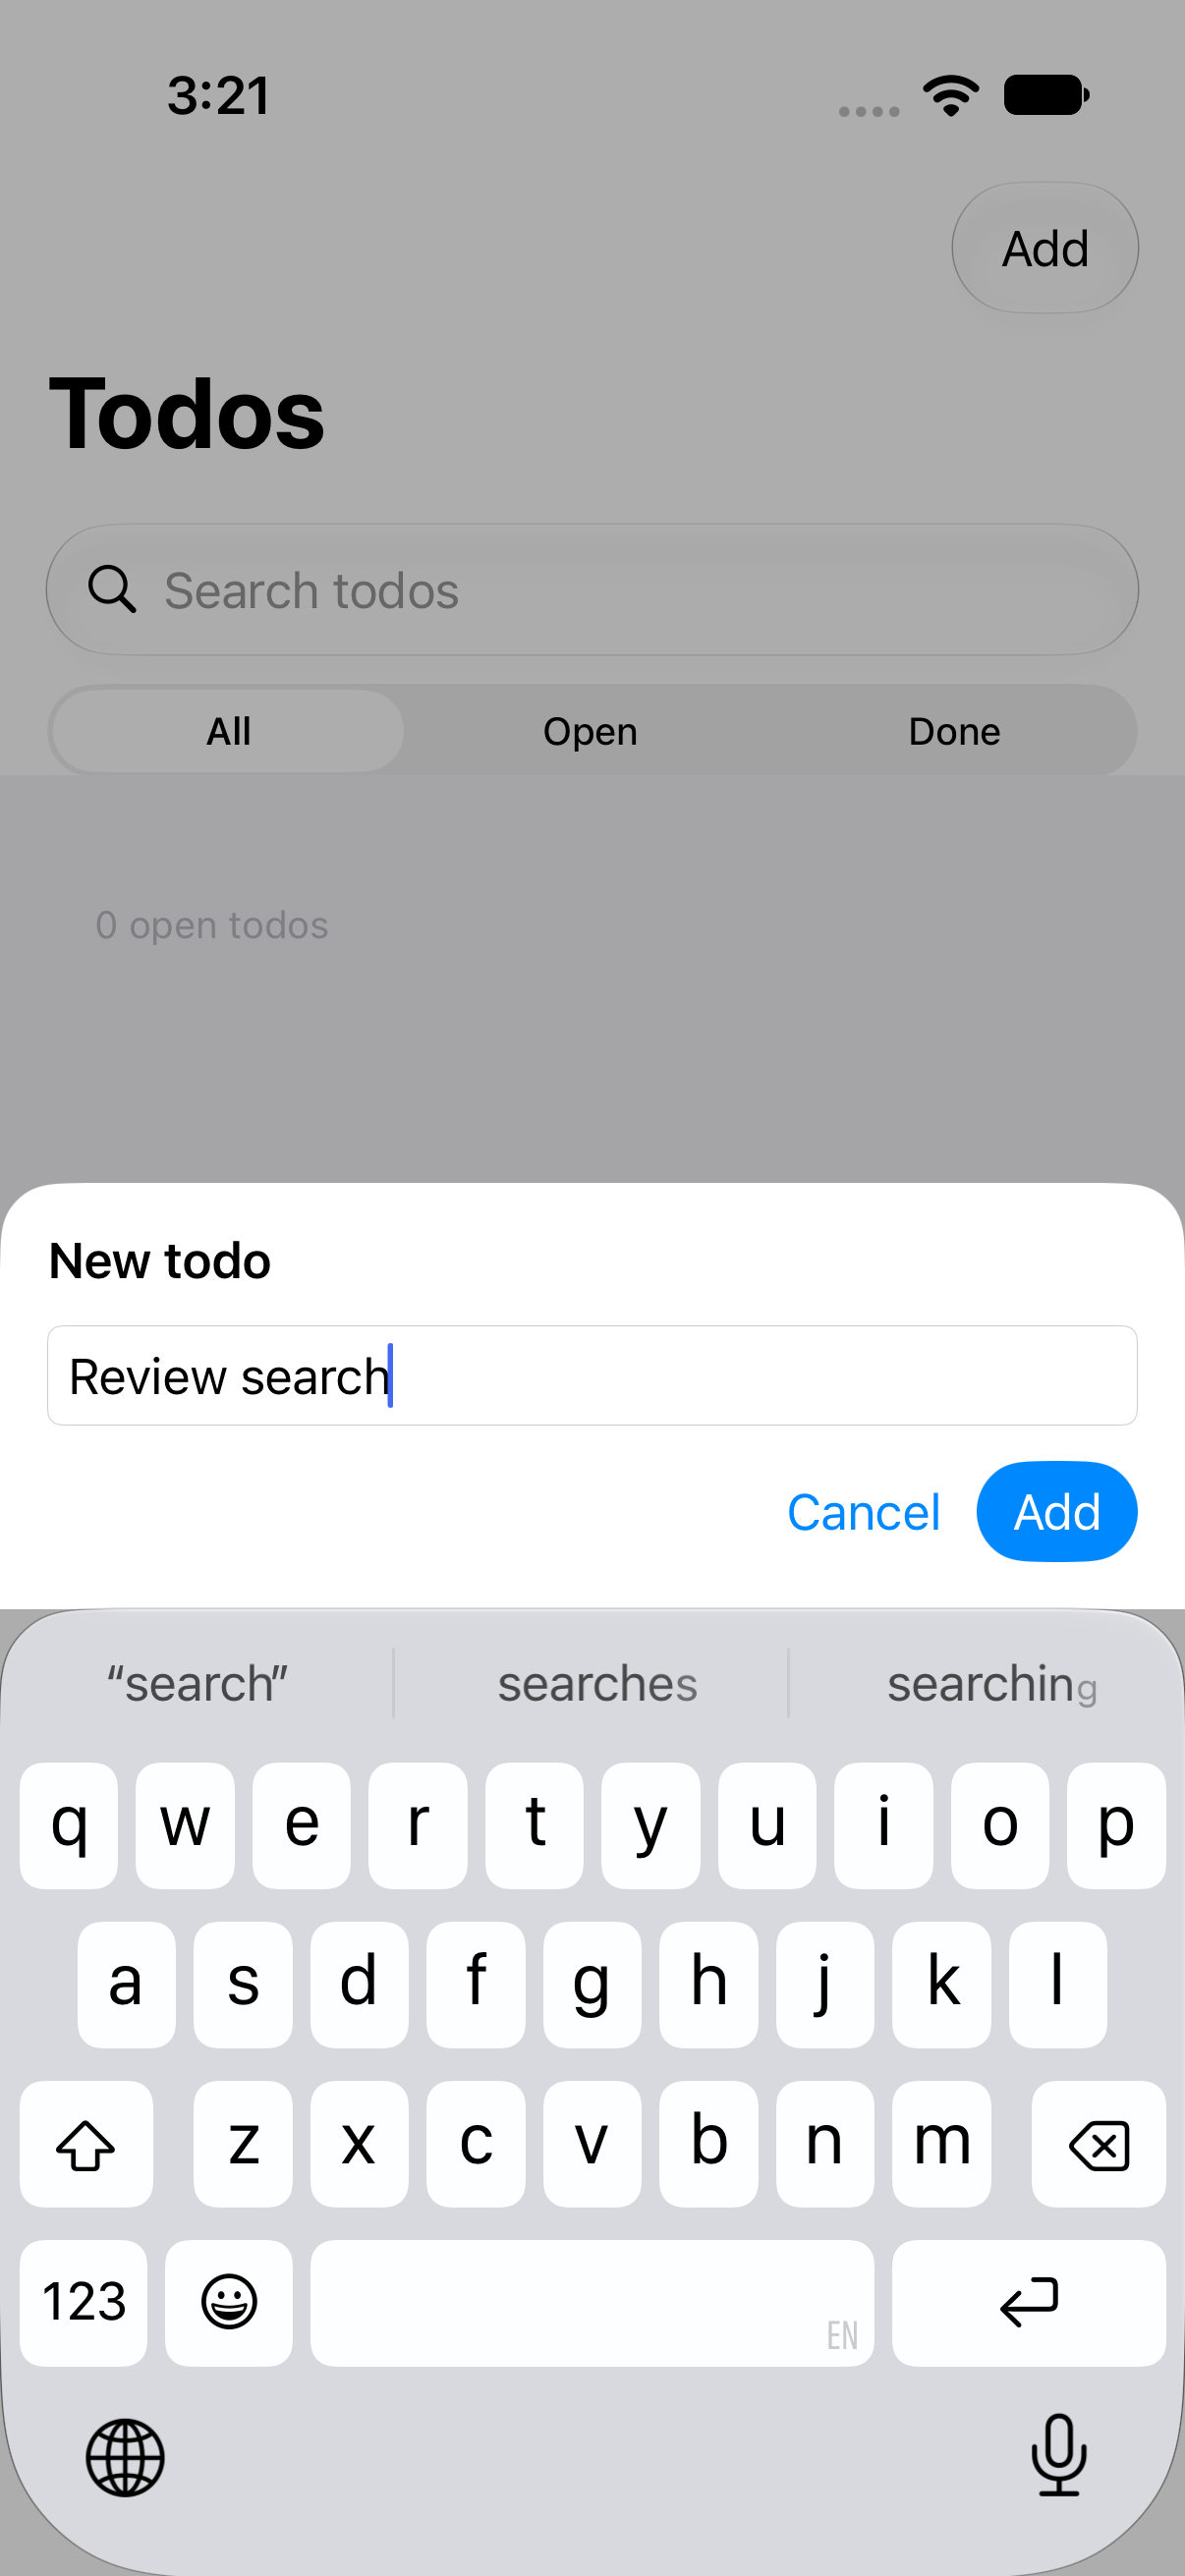 3:21
Add
Todos
Search todos
All Open Done
0 open todos
New todo
Review search
Cancel Add
“search” searches searching
q w e r t y u i o p
a s d f g h j k l
z x c v b n m
123 EN